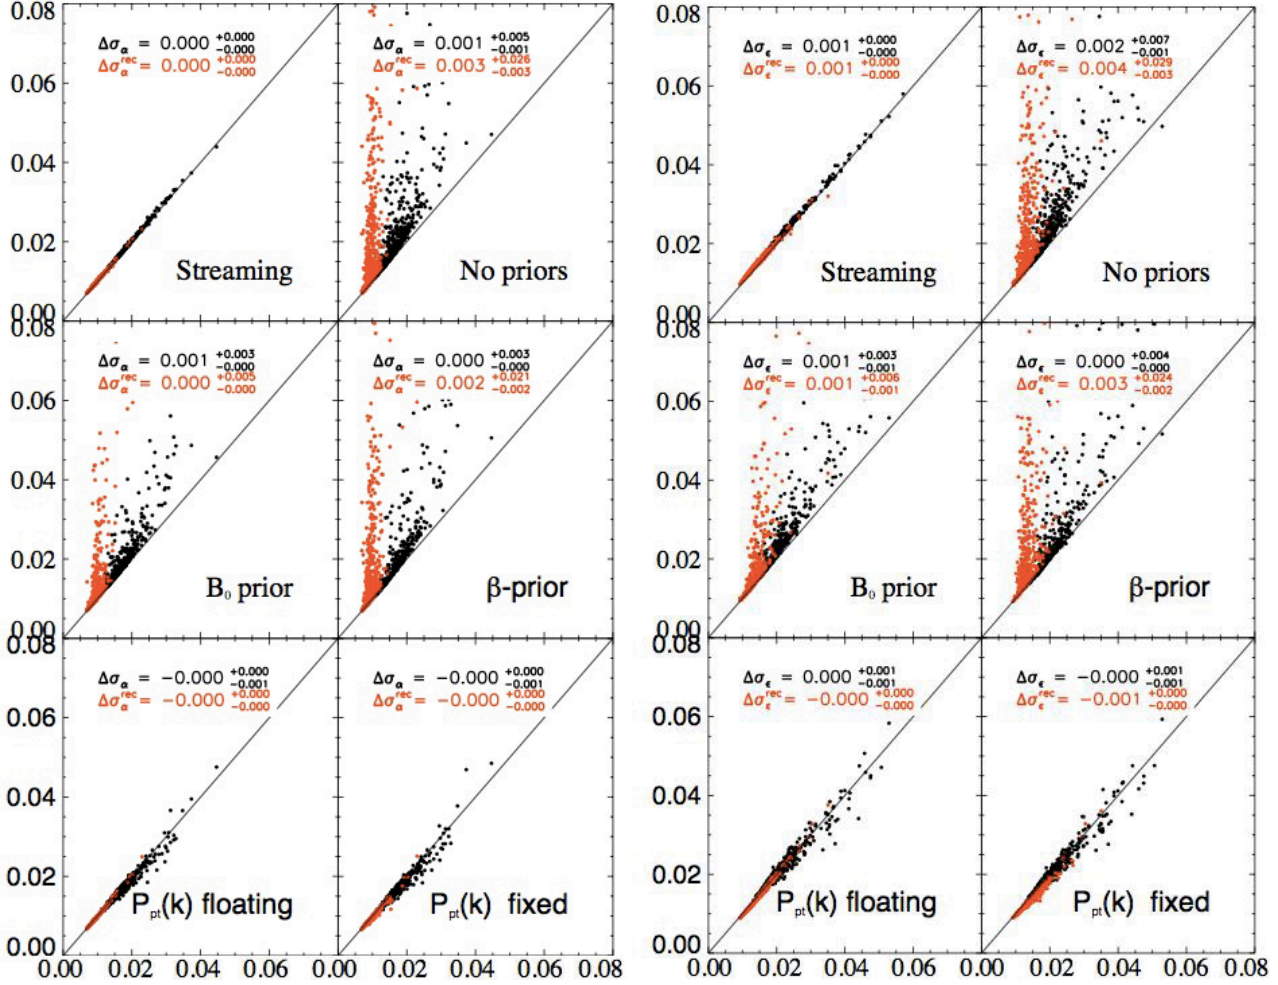 0.08
0.06
0.04
0.02
0.00
Δσ_α = 0.000 +0.000 -0.000
Δσ_α^rec = 0.000 +0.000 -0.000
Streaming
Δσ_α = 0.001 +0.005 -0.001
Δσ_α^rec = 0.003 +0.026 -0.003
No priors
0.08
0.06
0.04
0.02
0.00
Δσ_ϵ = 0.001 +0.000 -0.000
Δσ_ϵ^rec = 0.001 +0.000 -0.000
Streaming
Δσ_ϵ = 0.002 +0.007 -0.001
Δσ_ϵ^rec = 0.004 +0.029 -0.003
No priors
0.08
0.06
0.04
0.02
0.00
Δσ_α = 0.001 +0.003 -0.000
Δσ_α^rec = 0.000 +0.005 -0.000
B_0 prior
Δσ_α = 0.000 +0.003 -0.000
Δσ_α^rec = 0.002 +0.021 -0.002
β-prior
0.08
0.06
0.04
0.02
0.00
Δσ_ϵ = 0.001 +0.003 -0.001
Δσ_ϵ^rec = 0.001 +0.006 -0.001
B_0 prior
Δσ_ϵ = 0.000 +0.004 -0.000
Δσ_ϵ^rec = 0.003 +0.024 -0.002
β-prior
0.08
0.06
0.04
0.02
0.00
Δσ_α = -0.000 +0.000 -0.001
Δσ_α^rec = -0.000 +0.000 -0.000
P_pt(k) floating
Δσ_α = -0.000 +0.000 -0.001
Δσ_α^rec = -0.000 +0.000 -0.000
P_pt(k) fixed
0.00 0.02 0.04 0.06 0.00 0.02 0.04 0.06 0.08
0.08
0.06
0.04
0.02
0.00
Δσ_ϵ = 0.000 +0.001 -0.001
Δσ_ϵ^rec = -0.000 +0.000 -0.000
P_pt(k) floating
Δσ_ϵ = -0.000 +0.001 -0.001
Δσ_ϵ^rec = -0.001 +0.000 -0.000
P_pt(k) fixed
0.00 0.02 0.04 0.06 0.00 0.02 0.04 0.06 0.08